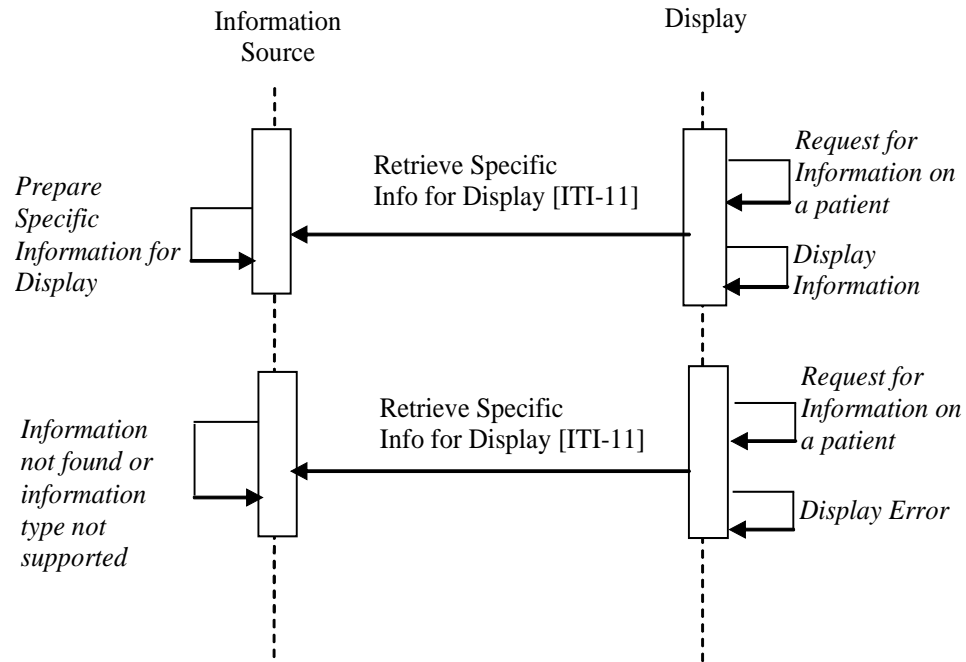 Information
Source
Display
Request for
Information on
a patient
Retrieve Specific
Info for Display [ITI-11]
Prepare
Specific
Information for
Display
Display
Information
Request for
Information on
a patient
Retrieve Specific
Info for Display [ITI-11]
Information
not found or
information
type not
supported
Display Error